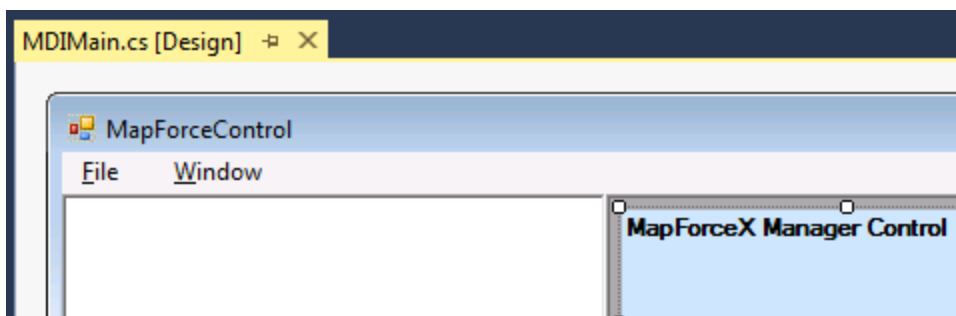 MDIMain.cs [Design]
MapForceControl
File Window
MapForceX Manager Control